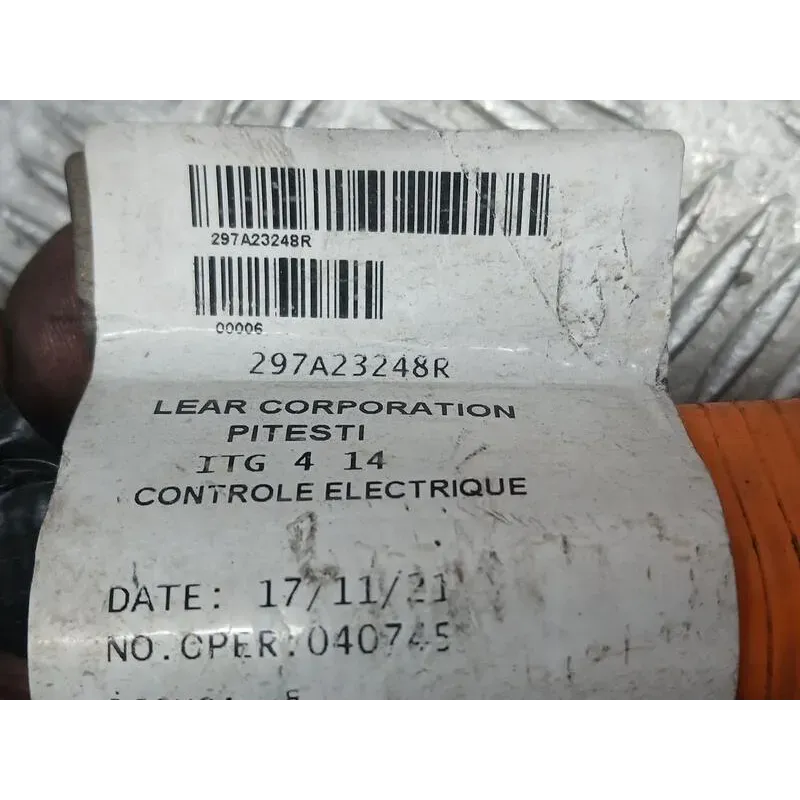 297A23248R
00006
297A23248R
LEAR CORPORATION
PITESTI
ITG 4 14
CONTROLE ELECTRIQUE
DATE: 17/11/21
NO.OPER:040745